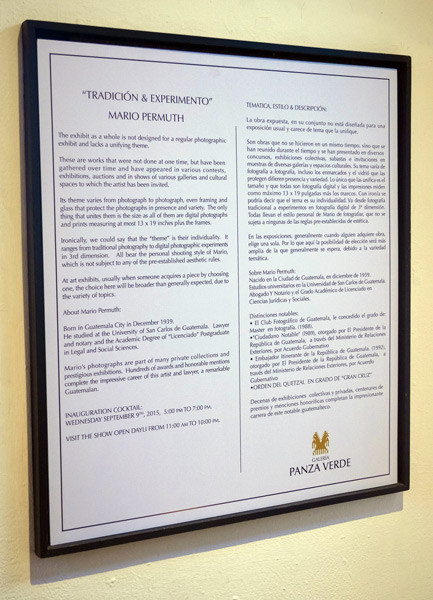 "TRADICIÓN & EXPERIMENTO"
MARIO PERMUTH
The exhibit as a whole is not designed for a regular photographic
exhibit and lacks a unifying theme.
These are works that were not done at one time, but have been
gathered over time and have appeared in various contests,
exhibitions, auctions and in shows of various galleries and cultural
spaces to which the artist has been invited.
Its theme varies from photograph to photograph, even framing and
glass that protect the photographs in presence and variety. The only
thing that unites them is the size as all of them are digital photographs
and prints measuring at most 13 x 19 inches plus the frames.
Ironically, we could say that the "theme" is their individuality. It
ranges from traditional photography to digital photographic experiments
in 3rd dimension. All bear the personal shooting style of Mario,
which is not subject to any of the pre-established aesthetic rules.
At art exhibits, usually when someone acquires a piece by choosing
one, the choice here will be broader than generally expected, due to
the variety of topics.
About Mario Permuth:
Born in Guatemala City in December 1939.
He studied at the University of San Carlos de Guatemala. Lawyer
and notary and the Academic Degree of "Licenciado" Postgraduate
in Legal and Social Sciences.
Mario's photographs are part of many private collections and
prestigious exhibitions. Hundreds of awards and honorable mentions
complete the impressive career of this artist and lawyer, a remarkable
Guatemalan.
INAUGURATION COCKTAIL:
WEDNESDAY SEPTEMBER 9TH, 2015, 5:00 PM TO 7:00 PM.
VISIT THE SHOW OPEN DAYLI FROM 11:00 AM TO 10:00 PM.
TEMATICA, ESTILO & DESCRIPCIÓN:
La obra expuesta, en su conjunto no está diseñada para una
exposición usual y carece de tema que la unifique.
Son obras que no se hicieron en un mismo tiempo, sino que se
han reunido durante el tiempo y se han presentado en diversos
concursos, exhibiciones colectivas, subastas e invitaciones en
muestras de diversas galerías y espacios culturales. Su tema varía de
fotografía a fotografía, incluso los enmarcados y el vidrio que las
protegen difieren presencia y variedad. Lo único que las unifica es el
tamaño y que todas son fotografía digital y las impresiones miden
como máximo 13 x 19 pulgadas más los marcos. Con ironía se
podría decir que el tema es su individualidad. Va desde fotografía
tradicional a experimentos en fotografía digital de 3ª dimensión.
Todas llevan el estilo personal de Mario de fotografiar, que no se
sujeta a ningunas de las reglas pre-establecidas de estética.
En las exposiciones, generalmente cuando alguien adquiere obra,
elige una sola. Por lo que aquí la posibilidad de elección será más
amplia de la que generalmente se espera, debido a la variedad
temática.
Sobre Mario Permuth:
Nacido en la Ciudad de Guatemala, en diciembre de 1939.
Estudios universitarios en la Universidad de San Carlos de Guatemala.
Abogado Y Notario y el Grado Académico de Licenciado en
Ciencias Jurídicas y Sociales.
Distinciones notables:
• El Club Fotográfico de Guatemala, le concedido el grado de:
Master en fotografía. (1988).
•"Ciudadano Notable" (1989), otorgado por El Presidente de la
República de Guatemala, a través del Ministerio de Relaciones
Exteriores, por Acuerdo Gubernativo
• Embajador Itinerante de la República de Guatemala. (1992),
otorgado por El Presidente de la República de Guatemala, a
través del Ministerio de Relaciones Exteriores, por Acuerdo
Gubernativo
•ORDEN DEL QUETZAL EN GRADO DE "GRAN CRUZ"
Decenas de exhibiciones colectivas y privadas, centenares de
premios y menciones honoríficas completan la impresionante
carrera de este notable guatemalteco.
GALERÍA
PANZA VERDE